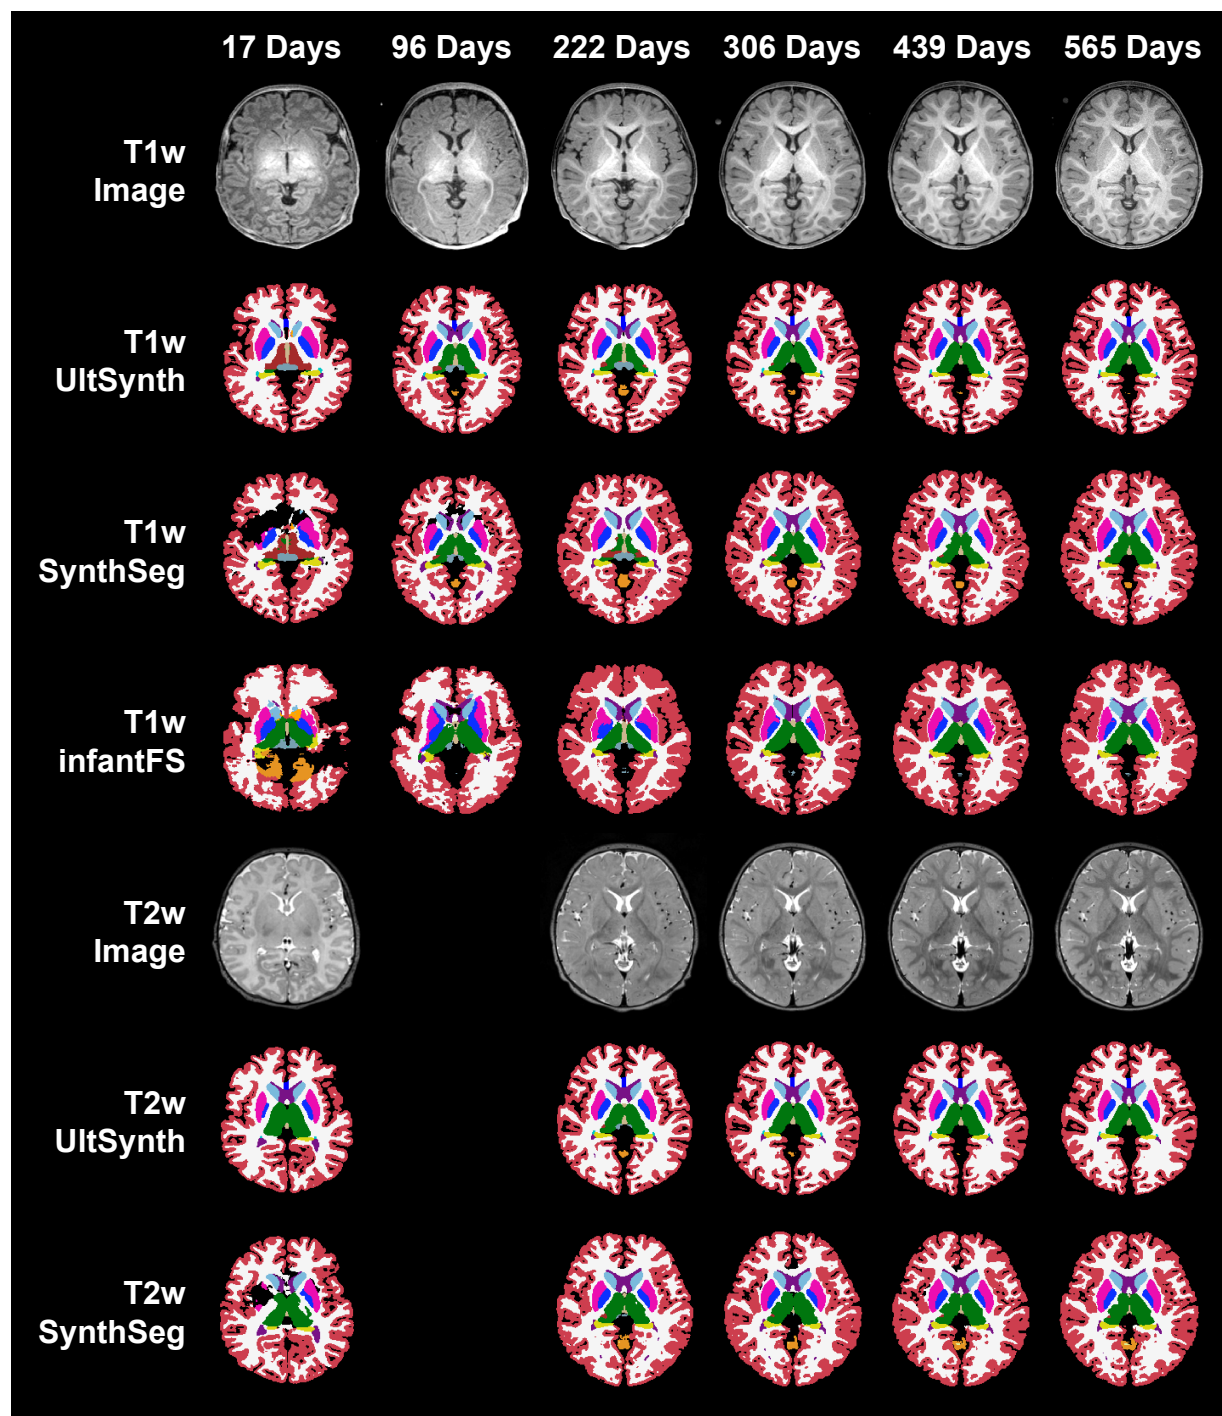 17 Days 96 Days 222 Days 306 Days 439 Days 565 Days
T1w
Image
T1w
UltSynth
T1w
SynthSeg
T1w
infantFS
T2w
Image
T2w
UltSynth
T2w
SynthSeg